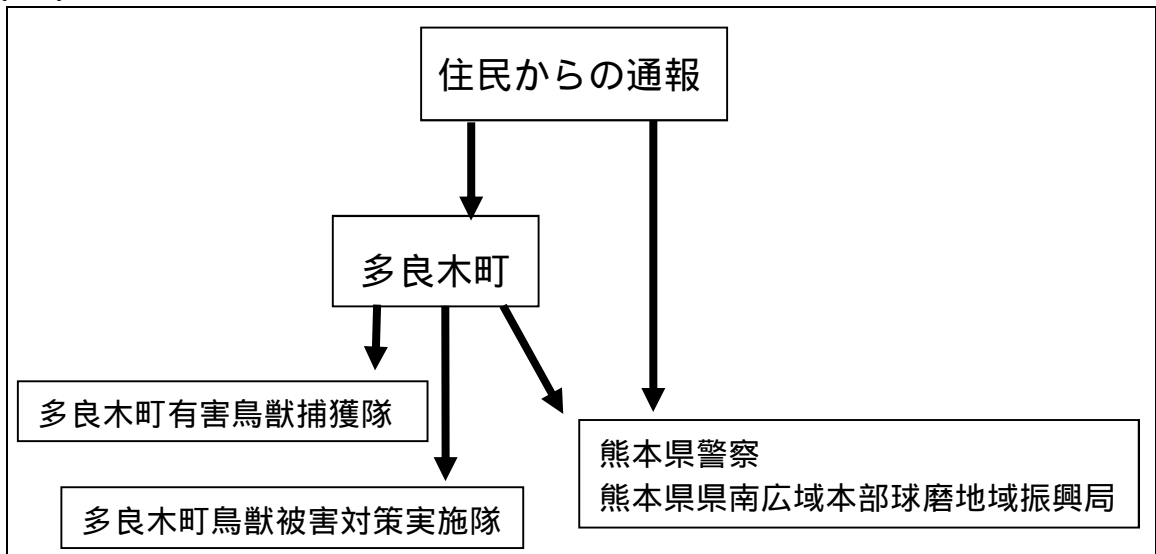 住民からの通報
多良木町
多良木町有害鳥獣捕獲隊
熊本県警察
熊本県県南広域本部球磨地域振興局
多良木町鳥獣被害対策実施隊